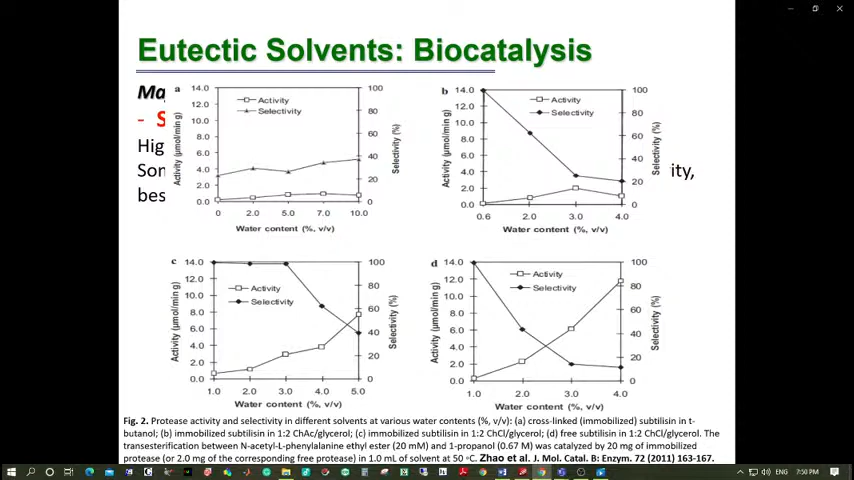 Eutectic Solvents: Biocatalysis
Ma
- S
Hig
Som ity,
bes
a
14.0
12.0
10.0
8.0
6.0
4.0
2.0
0.0
Activity (µmol/min g)
Activity
Selectivity
100
80
60
40
20
0
Selectivity (%)
0 2.0 5.0 7.0 10.0
Water content (%, v/v)
b
14.0
12.0
10.0
8.0
6.0
4.0
2.0
0.0
Activity (µmol/min g)
Activity
Selectivity
100
80
60
40
20
0
Selectivity (%)
0.6 2.0 3.0 4.0
Water content (%, v/v)
c
14.0
12.0
10.0
8.0
6.0
4.0
2.0
0.0
Activity (µmol/min g)
Activity
Selectivity
100
80
60
40
20
0
Selectivity (%)
1.0 2.0 3.0 4.0 5.0
Water content (%, v/v)
d
14.0
12.0
10.0
8.0
6.0
4.0
2.0
0.0
Activity (µmol/min g)
Activity
Selectivity
100
80
60
40
20
0
Selectivity (%)
1.0 2.0 3.0 4.0
Water content (%, v/v)
Fig. 2. Protease activity and selectivity in different solvents at various water contents (%, v/v): (a) cross-linked (immobilized) subtilisin in t-
butanol; (b) immobilized subtilisin in 1:2 ChAc/glycerol; (c) immobilized subtilisin in 1:2 ChCl/glycerol; (d) free subtilisin in 1:2 ChCl/glycerol. The
transesterification between N-acetyl-L-phenylalanine ethyl ester (20 mM) and 1-propanol (0.67 M) was catalyzed by 20 mg of immobilized
protease (or 2.0 mg of the corresponding free protease) in 1.0 mL of solvent at 50 °C. Zhao et al. J. Mol. Catal. B: Enzym. 72 (2011) 163-167.
ENG 7:50 PM